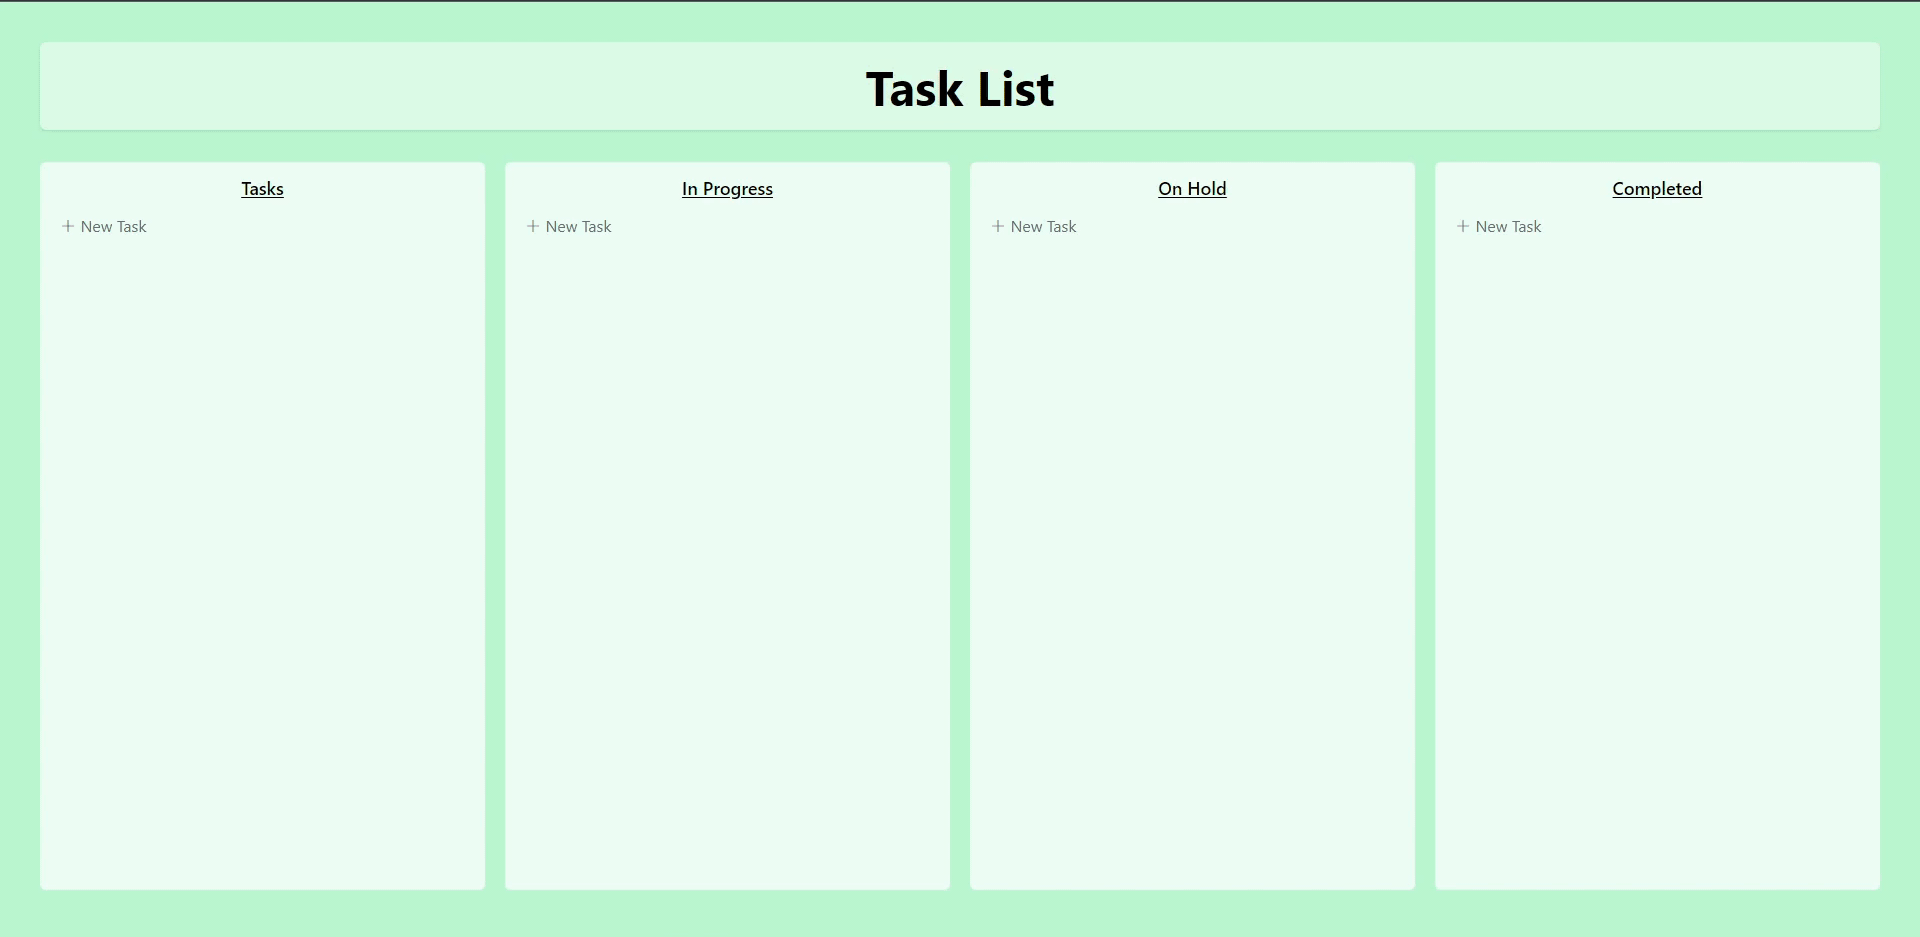 Task List
Tasks
+ New Task
In Progress
+ New Task
On Hold
+ New Task
Completed
+ New Task